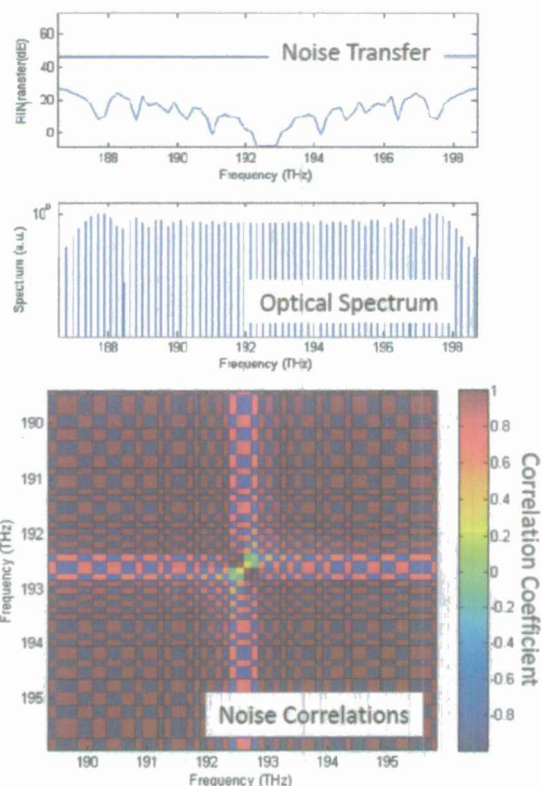 60
40
20
0
RIN transfer(dB)
Noise Transfer
188 190 192 194 196 198
Frequency (THz)
Spectrum (a.u.)
Optical Spectrum
188 190 192 194 196 198
Frequency (THz)
190
191
192
193
194
195
Frequency (THz)
Noise Correlations
190 191 192 193 194 195
Frequency (THz)
1
0.8
0.6
0.4
0.2
0
-0.2
-0.4
-0.6
-0.8
Correlation Coefficient